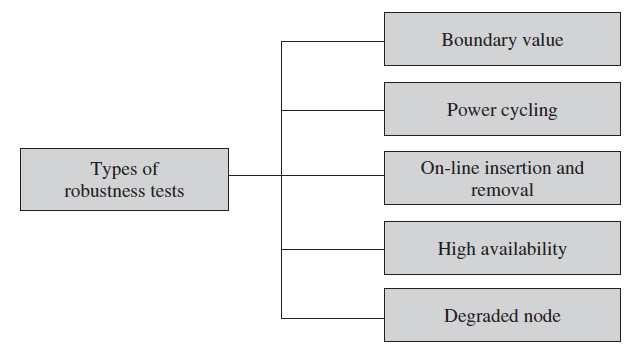 Types of
robustness tests
Boundary value
Power cycling
On-line insertion and
removal
High availability
Degraded node